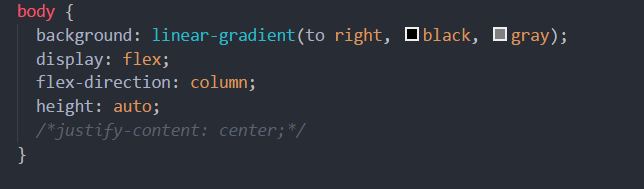 body {
background: linear-gradient(to right, black, gray);
display: flex;
flex-direction: column;
height: auto;
/*justify-content: center;*/
}